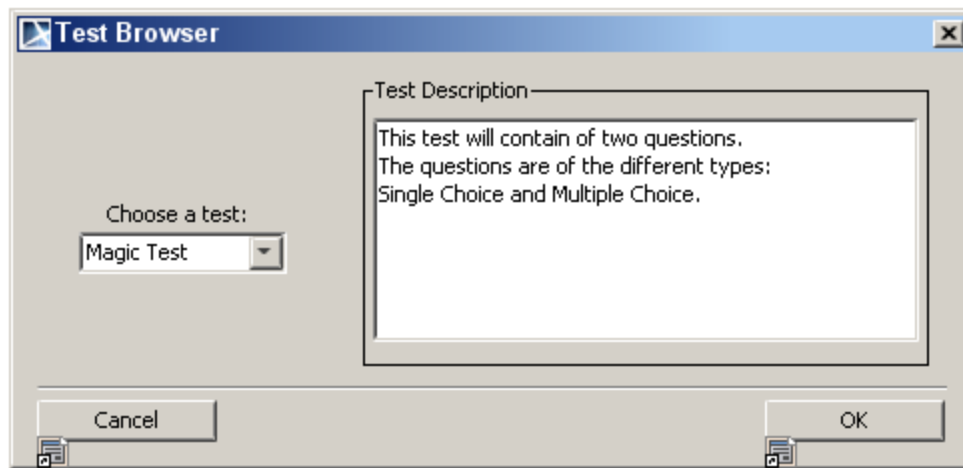 Test Browser
Test Description
This test will contain of two questions.
The questions are of the different types:
Single Choice and Multiple Choice.
Choose a test:
Magic Test
Cancel
OK